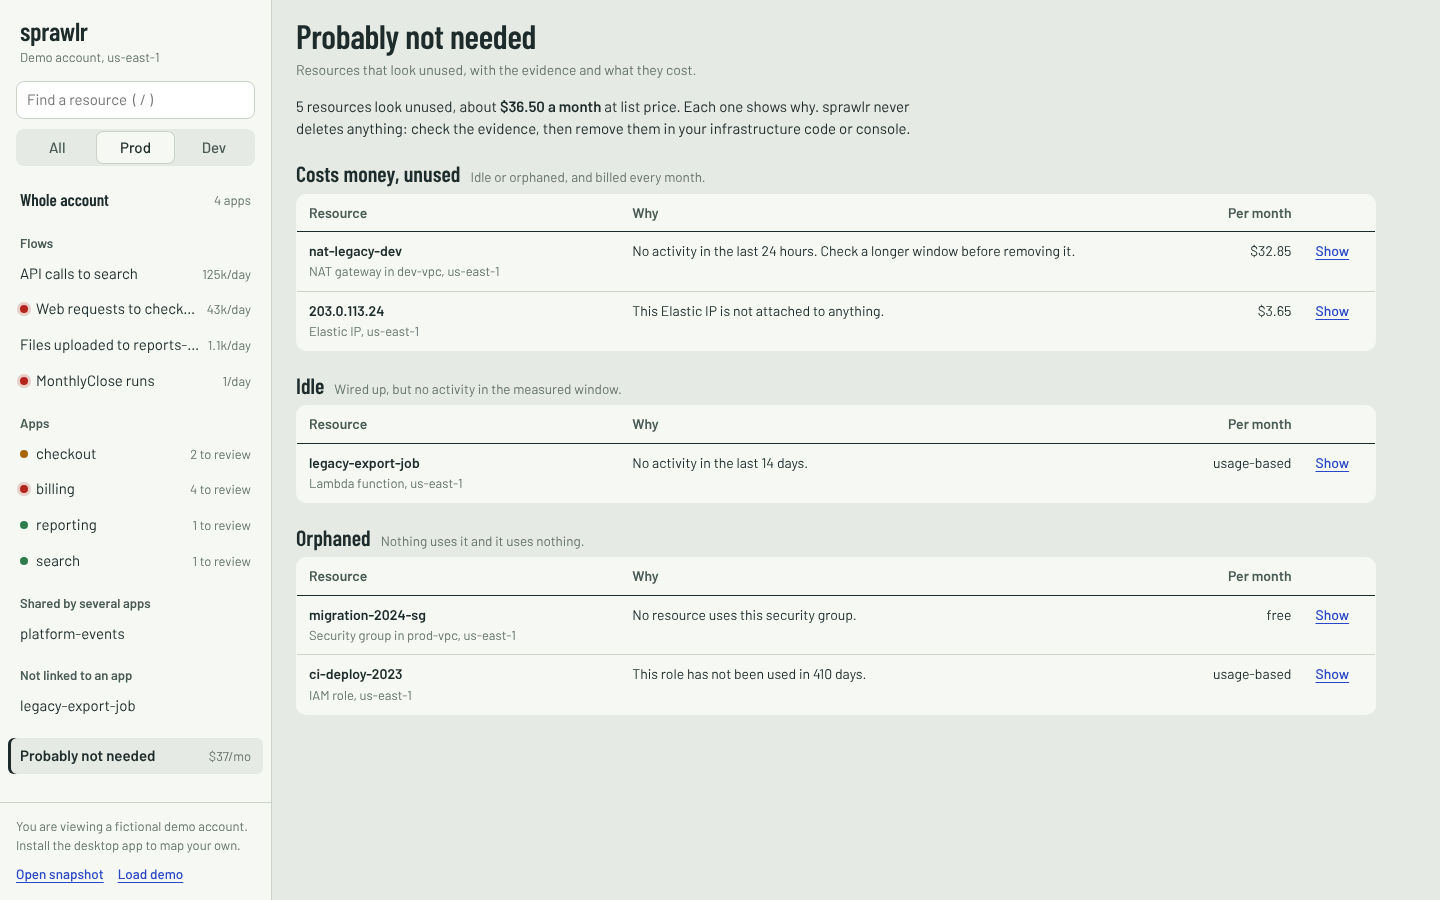 sprawlr
Demo account, us-east-1
Find a resource ( / )
All Prod Dev
Whole account 4 apps
Flows
API calls to search 125k/day
Web requests to check... 43k/day
Files uploaded to reports-... 1.1k/day
MonthlyClose runs 1/day
Apps
checkout 2 to review
billing 4 to review
reporting 1 to review
search 1 to review
Shared by several apps
platform-events
Not linked to an app
legacy-export-job
Probably not needed $37/mo
You are viewing a fictional demo account.
Install the desktop app to map your own.
Open snapshot Load demo
Probably not needed
Resources that look unused, with the evidence and what they cost.
5 resources look unused, about $36.50 a month at list price. Each one shows why. sprawlr never
deletes anything: check the evidence, then remove them in your infrastructure code or console.
Costs money, unused Idle or orphaned, and billed every month.
Resource Why Per month
nat-legacy-dev No activity in the last 24 hours. Check a longer window before removing it. $32.85 Show
NAT gateway in dev-vpc, us-east-1
203.0.113.24 This Elastic IP is not attached to anything. $3.65 Show
Elastic IP, us-east-1
Idle Wired up, but no activity in the measured window.
Resource Why Per month
legacy-export-job No activity in the last 14 days. usage-based Show
Lambda function, us-east-1
Orphaned Nothing uses it and it uses nothing.
Resource Why Per month
migration-2024-sg No resource uses this security group. free Show
Security group in prod-vpc, us-east-1
ci-deploy-2023 This role has not been used in 410 days. usage-based Show
IAM role, us-east-1